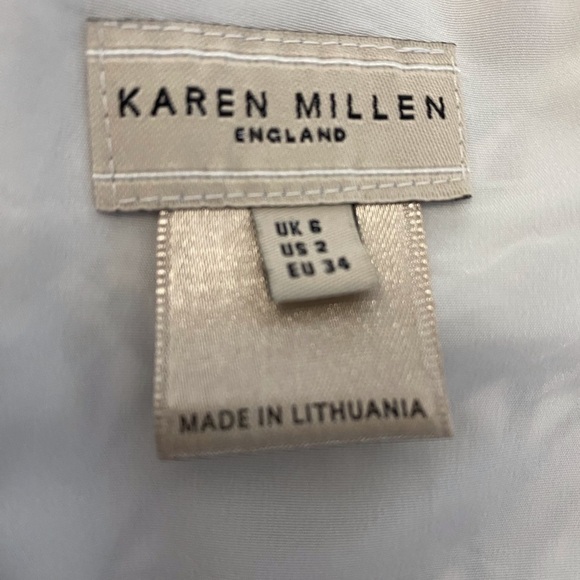 KAREN MILLEN
ENGLAND
UK 6
US 2
EU 34
MADE IN LITHUANIA